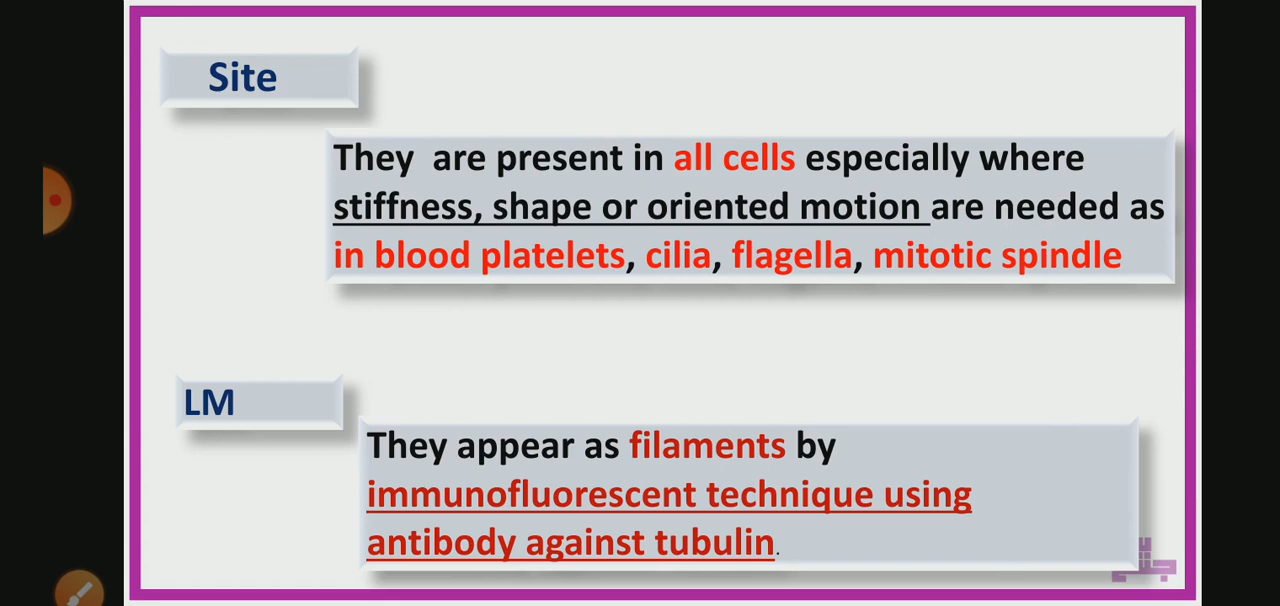 Site
They are present in all cells especially where
stiffness, shape or oriented motion are needed as
in blood platelets, cilia, flagella, mitotic spindle
LM
They appear as filaments by
immunofluorescent technique using
antibody against tubulin.